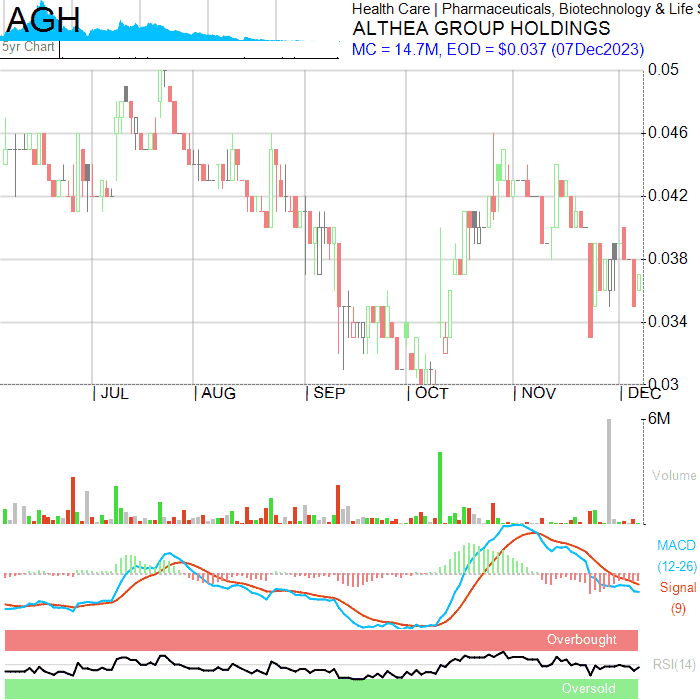 AGH
5yr Chart
Health Care | Pharmaceuticals, Biotechnology & Life S
ALTHEA GROUP HOLDINGS
MC = 14.7M, EOD = $0.037 (07Dec2023)
0.05
0.046
0.042
0.038
0.034
0.03
| JUL | AUG | SEP | OCT | NOV | DEC
6M
Volume
MACD
(12-26)
Signal
(9)
Overbought
RSI(14)
Oversold